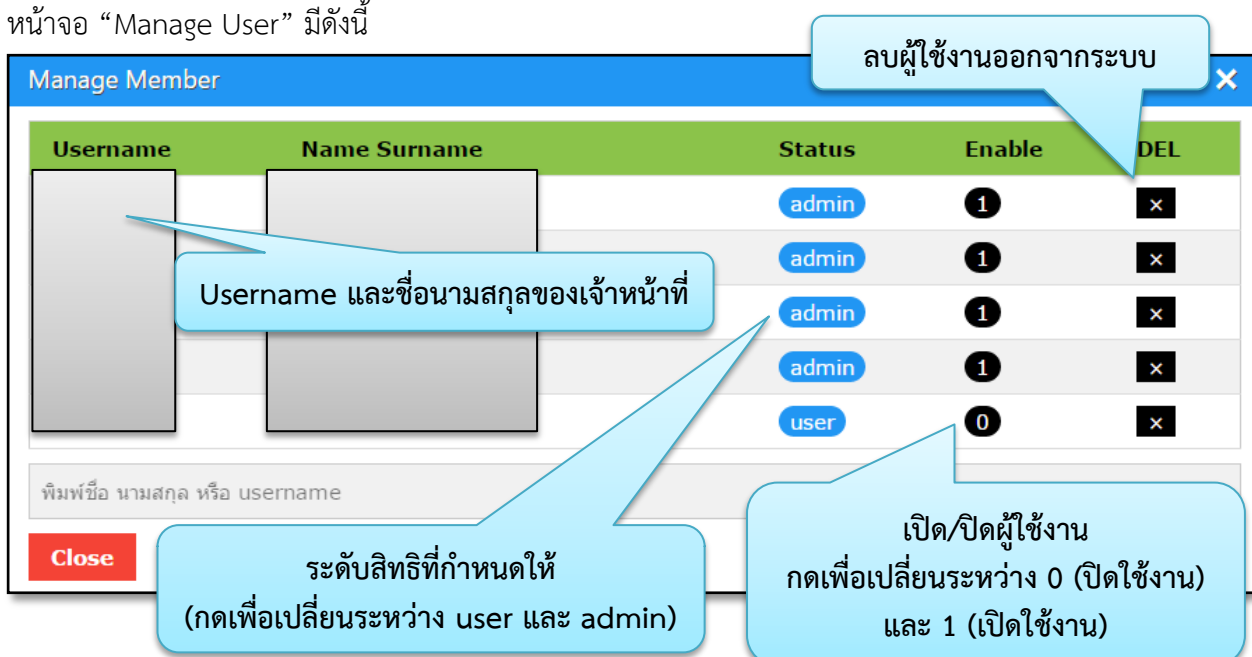 หน้าจอ “Manage User” มีดังนี้
ลบผู้ใช้งานออกจากระบบ
Manage Member ×
Username Name Surname Status Enable DEL
admin 1 ×
admin 1 ×
Username และชื่อนามสกุลของเจ้าหน้าที่
admin 1 ×
admin 1 ×
user 0 ×
พิมพ์ชื่อ นามสกุล หรือ username
Close
ระดับสิทธิที่กำหนดให้
(กดเพื่อเปลี่ยนระหว่าง user และ admin)
เปิด/ปิดผู้ใช้งาน
กดเพื่อเปลี่ยนระหว่าง 0 (ปิดใช้งาน)
และ 1 (เปิดใช้งาน)